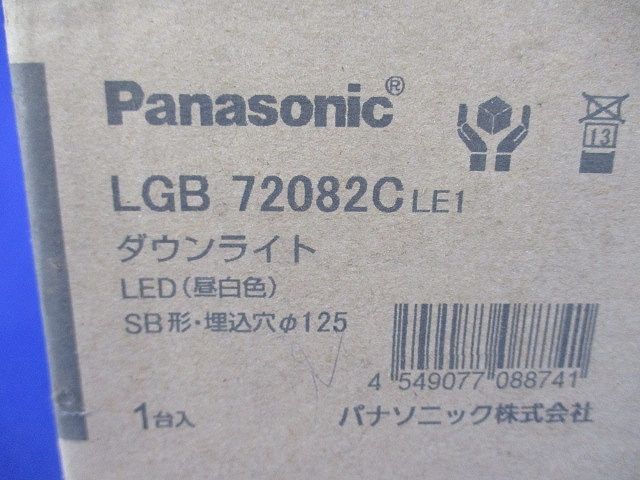 Panasonic®
13
LGB 72082C LE1
ダウンライト
LED(昼白色)
SB形・埋込穴φ125
4 549077 088741
1台入
パナソニック株式会社